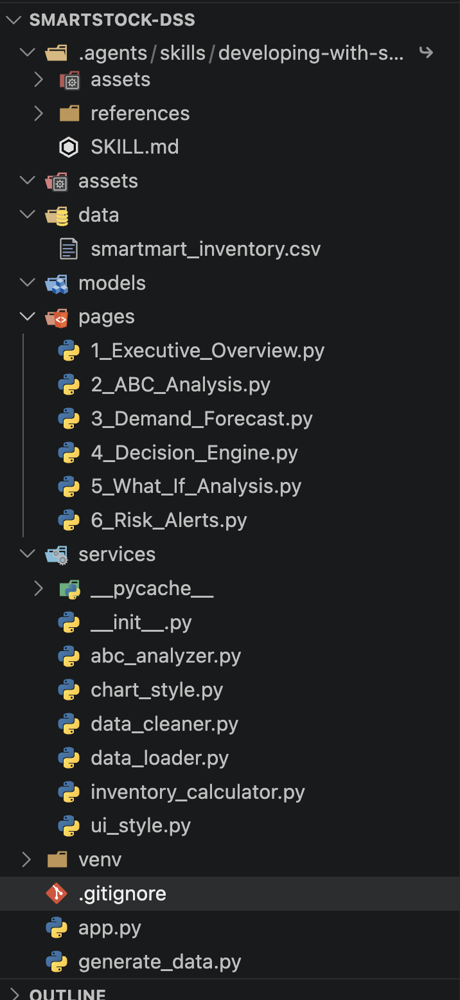 SMARTSTOCK-DSS
.agents/skills/developing-with-s...
assets
references
SKILL.md
assets
data
smartmart_inventory.csv
models
pages
1_Executive_Overview.py
2_ABC_Analysis.py
3_Demand_Forecast.py
4_Decision_Engine.py
5_What_If_Analysis.py
6_Risk_Alerts.py
services
__pycache__
__init__.py
abc_analyzer.py
chart_style.py
data_cleaner.py
data_loader.py
inventory_calculator.py
ui_style.py
venv
.gitignore
app.py
generate_data.py
OUTLINE